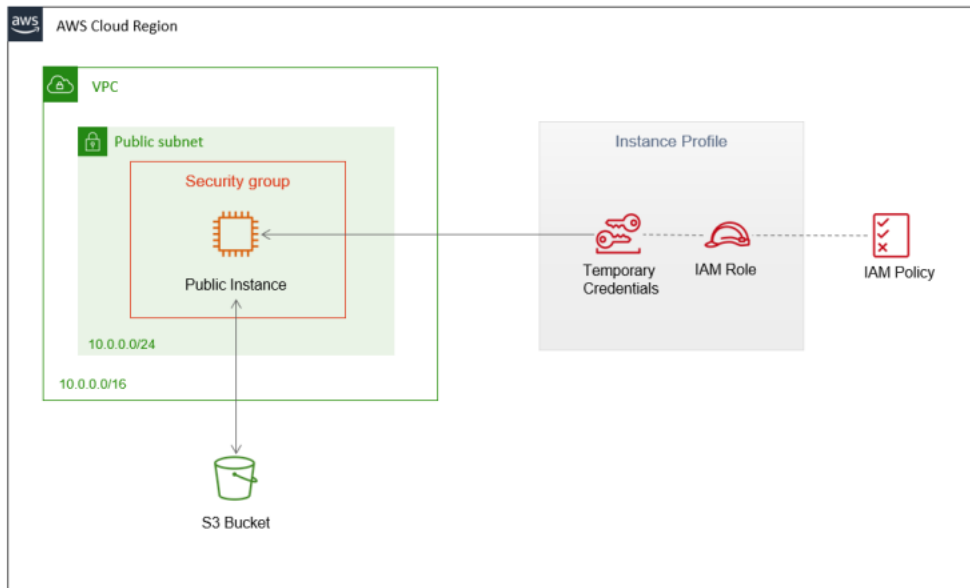 aws
AWS Cloud Region
VPC
Public subnet
Security group
Public Instance
10.0.0.0/24
10.0.0.0/16
S3 Bucket
Instance Profile
Temporary
Credentials
IAM Role
IAM Policy